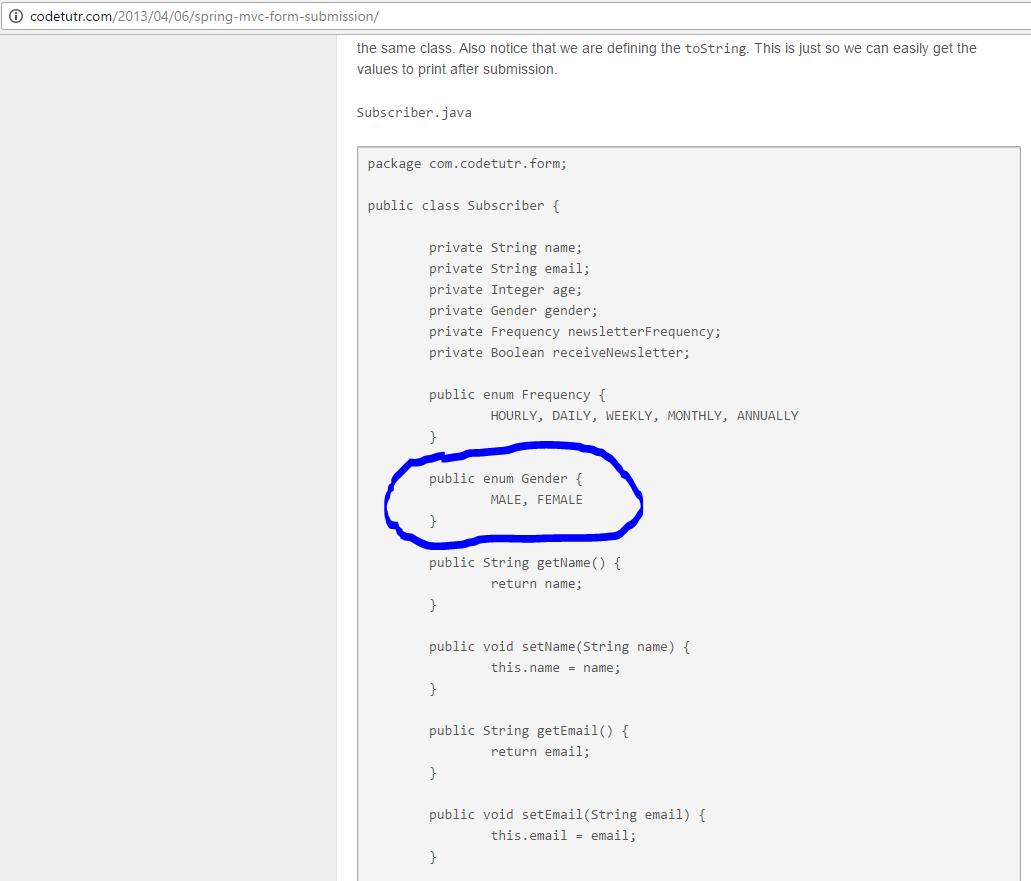 codetutr.com/2013/04/06/spring-mvc-form-submission/
the same class. Also notice that we are defining the toString. This is just so we can easily get the
values to print after submission.
Subscriber.java
package com.codetutr.form;
public class Subscriber {
private String name;
private String email;
private Integer age;
private Gender gender;
private Frequency newsletterFrequency;
private Boolean receiveNewsletter;
public enum Frequency {
HOURLY, DAILY, WEEKLY, MONTHLY, ANNUALLY
}
public enum Gender {
MALE, FEMALE
}
public String getName() {
return name;
}
public void setName(String name) {
this.name = name;
}
public String getEmail() {
return email;
}
public void setEmail(String email) {
this.email = email;
}